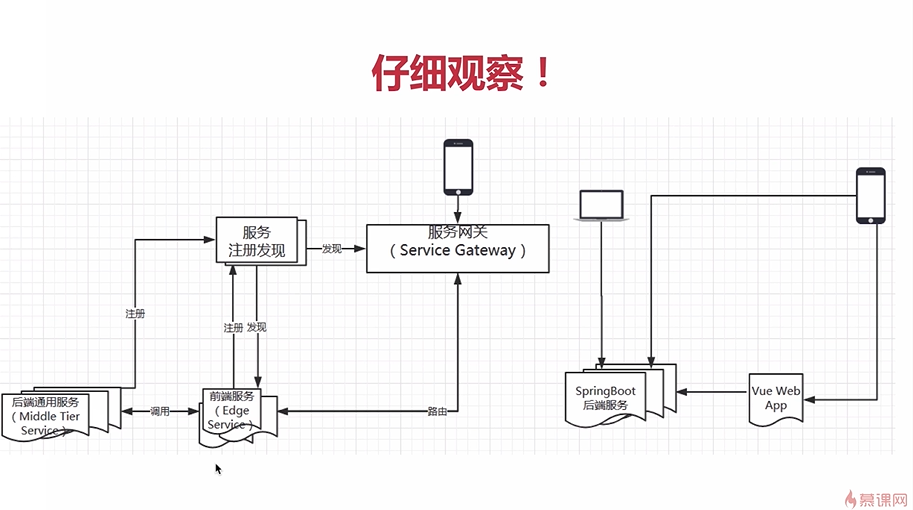 仔细观察！
服务
注册发现
发现
服务网关
（Service Gateway）
注册
注册
发现
后端通用服务
（Middle Tier
Service）
调用
前端服务
（Edge
Service）
路由
SpringBoot
后端服务
Vue Web
App
慕课网